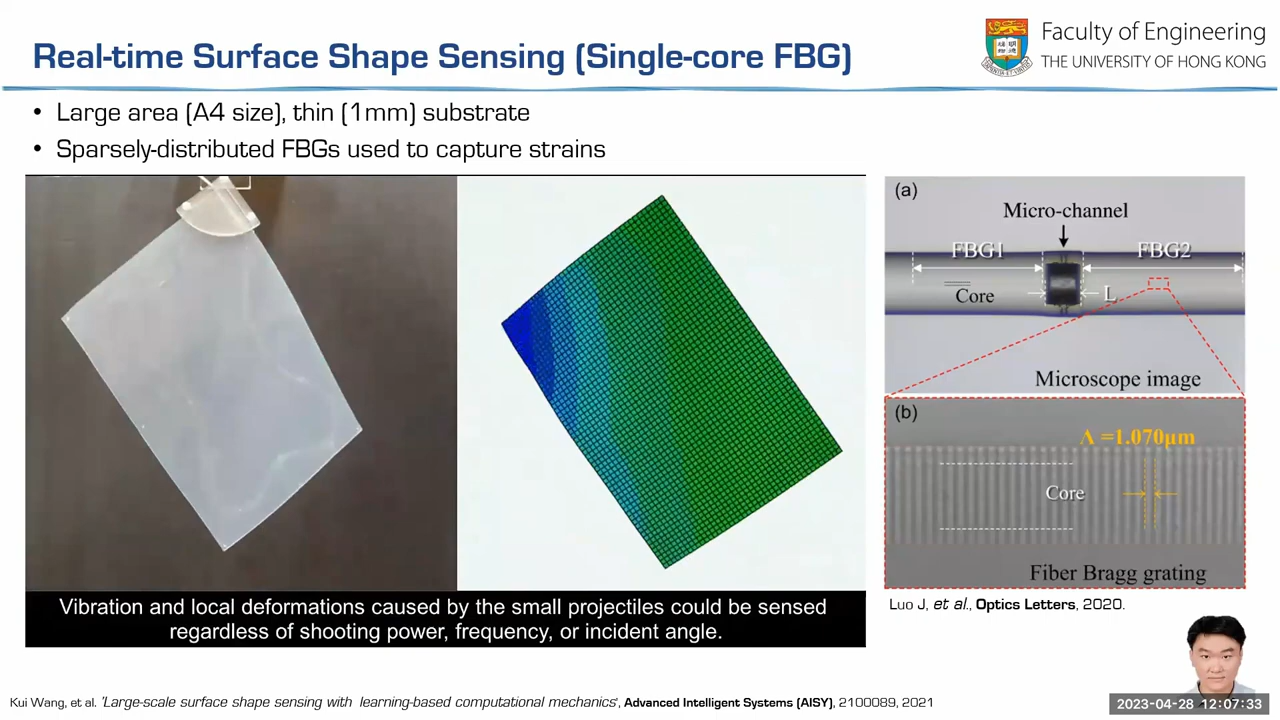 Real-time Surface Shape Sensing (Single-core FBG)
Faculty of Engineering
THE UNIVERSITY OF HONG KONG
• Large area (A4 size), thin (1mm) substrate
• Sparsely-distributed FBGs used to capture strains
(a)
Micro-channel
FBG1
FBG2
Core
L
Microscope image
(b)
Λ =1.070μm
Core
Fiber Bragg grating
Vibration and local deformations caused by the small projectiles could be sensed
regardless of shooting power, frequency, or incident angle.
Luo J, et al., Optics Letters, 2020.
Kui Wang, et al. 'Large-scale surface shape sensing with learning-based computational mechanics', Advanced Intelligent Systems (AISY), 2100089, 2021
2023-04-28 12:07:33